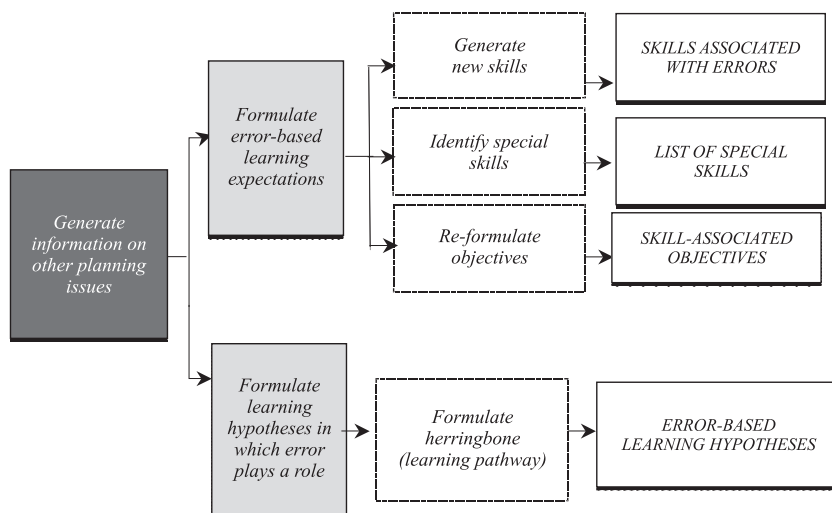 Generate
information on
other planning
issues
Formulate
error-based
learning
expectations
Generate
new skills
SKILLS ASSOCIATED
WITH ERRORS
Identify special
skills
LIST OF SPECIAL
SKILLS
Re-formulate
objectives
SKILL-ASSOCIATED
OBJECTIVES
Formulate
learning
hypotheses in
which error
plays a role
Formulate
herringbone
(learning pathway)
ERROR-BASED
LEARNING HYPOTHESES